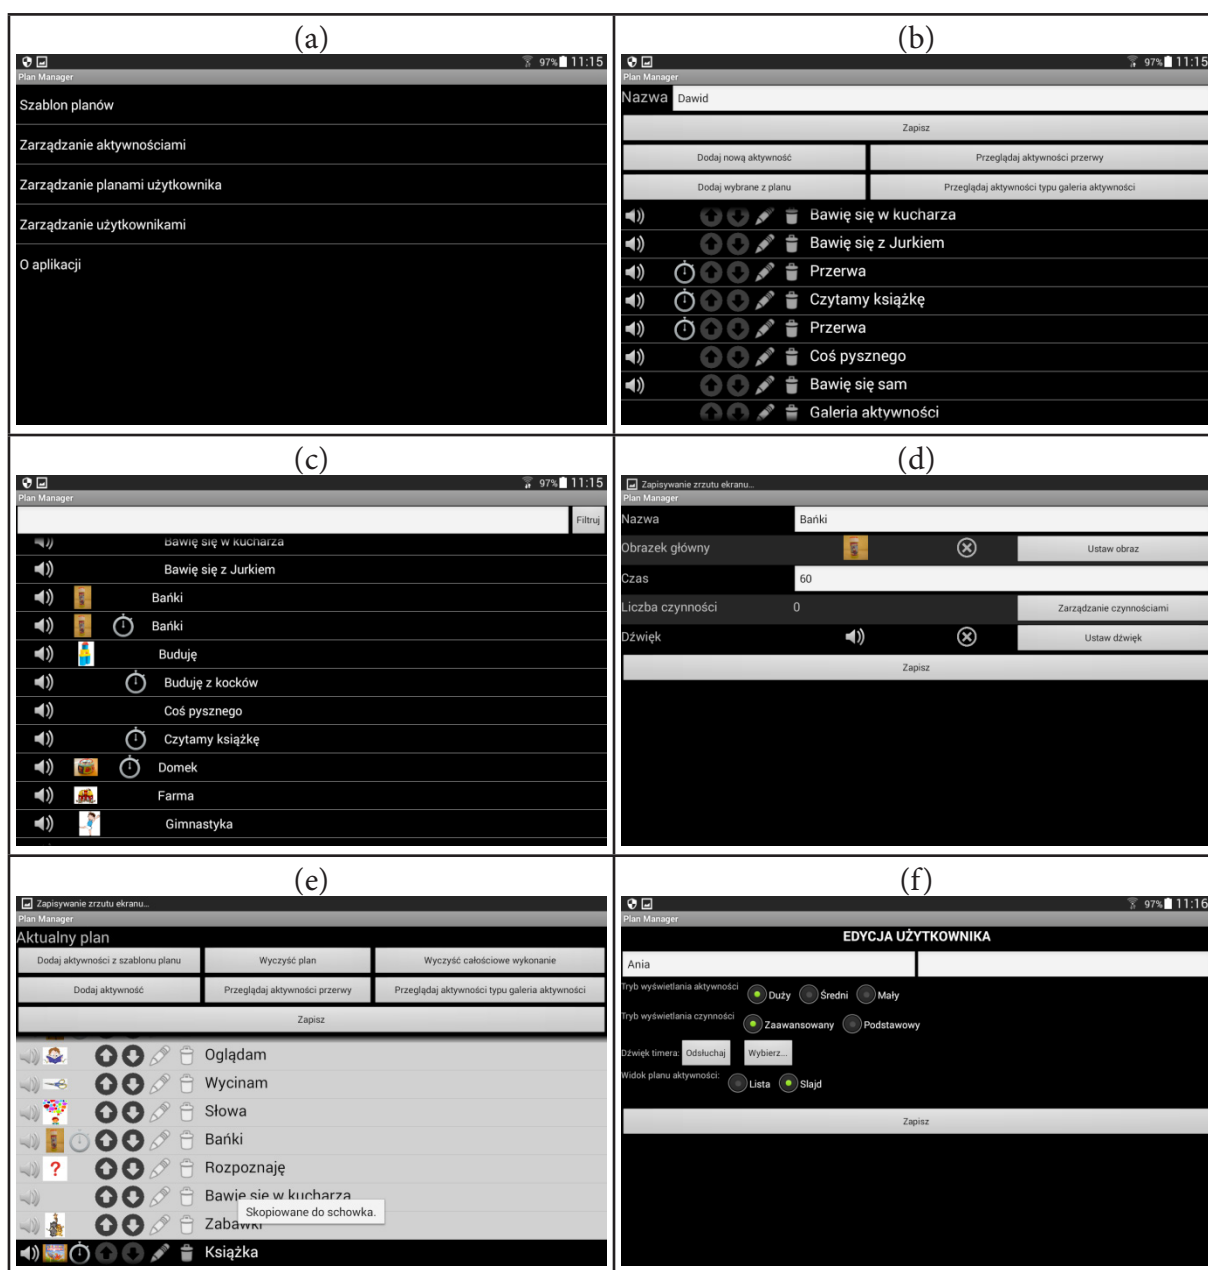 (a)
97% 11:15
Plan Manager
Szablon planów
Zarządzanie aktywnościami
Zarządzanie planami użytkownika
Zarządzanie użytkownikami
O aplikacji
(b)
97% 11:15
Plan Manager
Nazwa Dawid
Zapisz
Dodaj nową aktywność Przeglądaj aktywności przerwy
Dodaj wybrane z planu Przeglądaj aktywności typu galeria aktywności
Bawię się w kucharza
Bawię się z Jurkiem
Przerwa
Czytamy książkę
Przerwa
Coś pysznego
Bawię się sam
Galeria aktywności
(c)
97% 11:15
Plan Manager
Filtruj
Bawię się w kucharza
Bawię się z Jurkiem
Bańki
Bańki
Buduję
Buduję z kocków
Coś pysznego
Czytamy książkę
Domek
Farma
Gimnastyka
(d)
Zapisywanie zrzutu ekranu...
Plan Manager
Nazwa Bańki
Obrazek główny Ustaw obraz
Czas 60
Liczba czynności 0 Zarządzanie czynnościami
Dźwięk Ustaw dźwięk
Zapisz
(e)
Zapisywanie zrzutu ekranu...
Plan Manager
Aktualny plan
Dodaj aktywności z szablonu planu Wyczyść plan Wyczyść całościowe wykonanie
Dodaj aktywność Przeglądaj aktywności przerwy Przeglądaj aktywności typu galeria aktywności
Zapisz
Oglądam
Wycinam
Słowa
Bańki
Rozpoznaję
Bawię się w kucharza
Skopiowane do schowka.
Zabawki
Książka
(f)
97% 11:16
Plan Manager
EDYCJA UŻYTKOWNIKA
Ania
Tryb wyświetlania aktywności Duży Średni Mały
Tryb wyświetlania czynności Zaawansowany Podstawowy
Dźwięk timera: Odsłuchaj Wybierz...
Widok planu aktywności: Lista Slajd
Zapisz